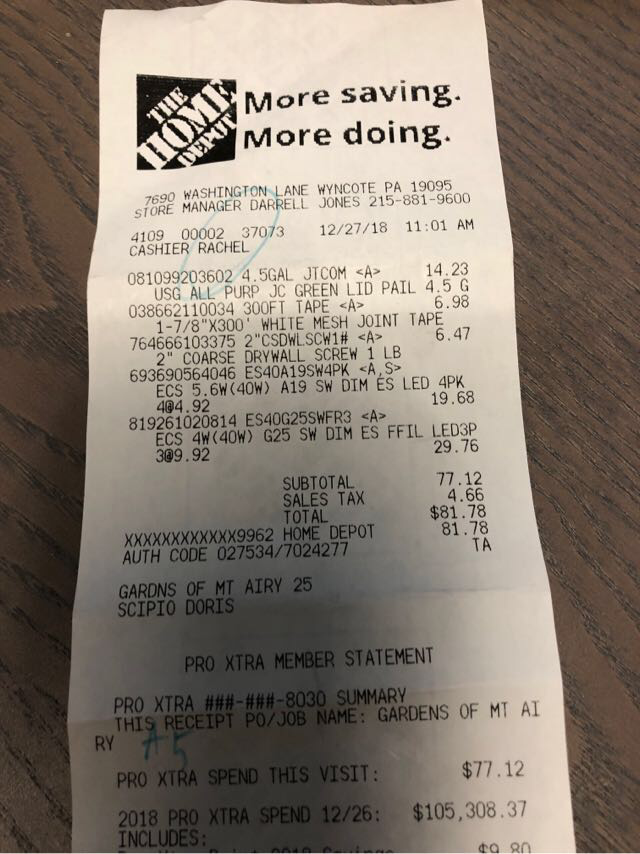 THE HOME DEPOT
More saving.
More doing.
7690 WASHINGTON LANE WYNCOTE PA 19095
STORE MANAGER DARRELL JONES 215-881-9600
4109 00002 37073 12/27/18 11:01 AM
CASHIER RACHEL
081099203602 4.5GAL JTCOM <A> 14.23
USG ALL PURP JC GREEN LID PAIL 4.5 G
038662110034 300FT TAPE <A> 6.98
1-7/8"X300' WHITE MESH JOINT TAPE
764666103375 2"CSDWLSCW1# <A> 6.47
2" COARSE DRYWALL SCREW 1 LB
693690564046 ES40A19SW4PK <A,S>
ECS 5.6W(40W) A19 SW DIM ES LED 4PK
4@4.92 19.68
819261020814 ES40G25SWFR3 <A>
ECS 4W(40W) G25 SW DIM ES FFIL LED3P
3@9.92 29.76
SUBTOTAL 77.12
SALES TAX 4.66
TOTAL $81.78
XXXXXXXXXXXX9962 HOME DEPOT 81.78
AUTH CODE 027534/7024277 TA
GARDNS OF MT AIRY 25
SCIPIO DORIS
PRO XTRA MEMBER STATEMENT
PRO XTRA ###-###-8030 SUMMARY
THIS RECEIPT PO/JOB NAME: GARDENS OF MT AI
RY A5
PRO XTRA SPEND THIS VISIT: $77.12
2018 PRO XTRA SPEND 12/26: $105,308.37
INCLUDES:
$9.80